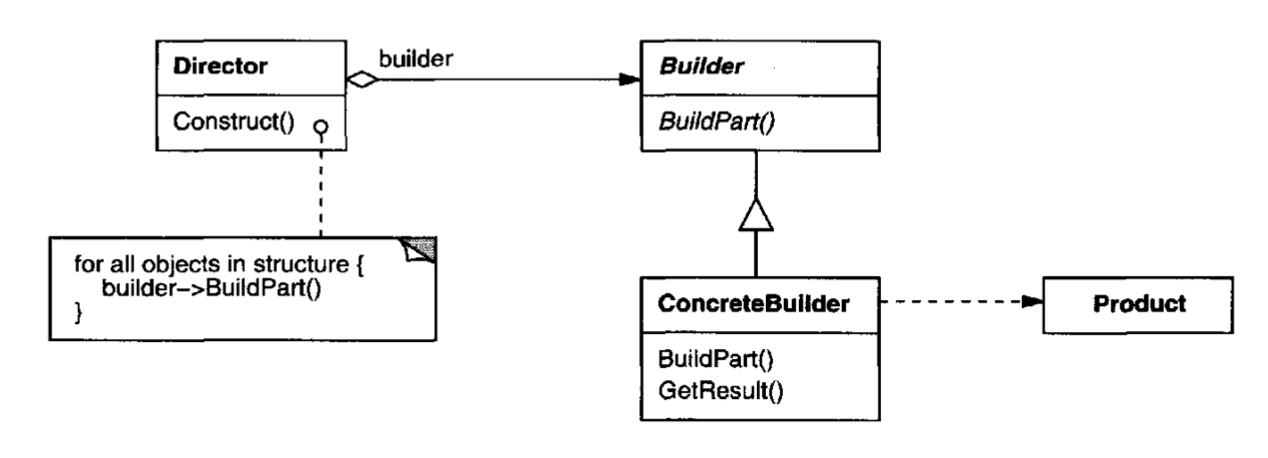 Director
builder
Builder
Construct()
BuildPart()
for all objects in structure {
builder–>BuildPart()
}
ConcreteBuilder
Product
BuildPart()
GetResult()